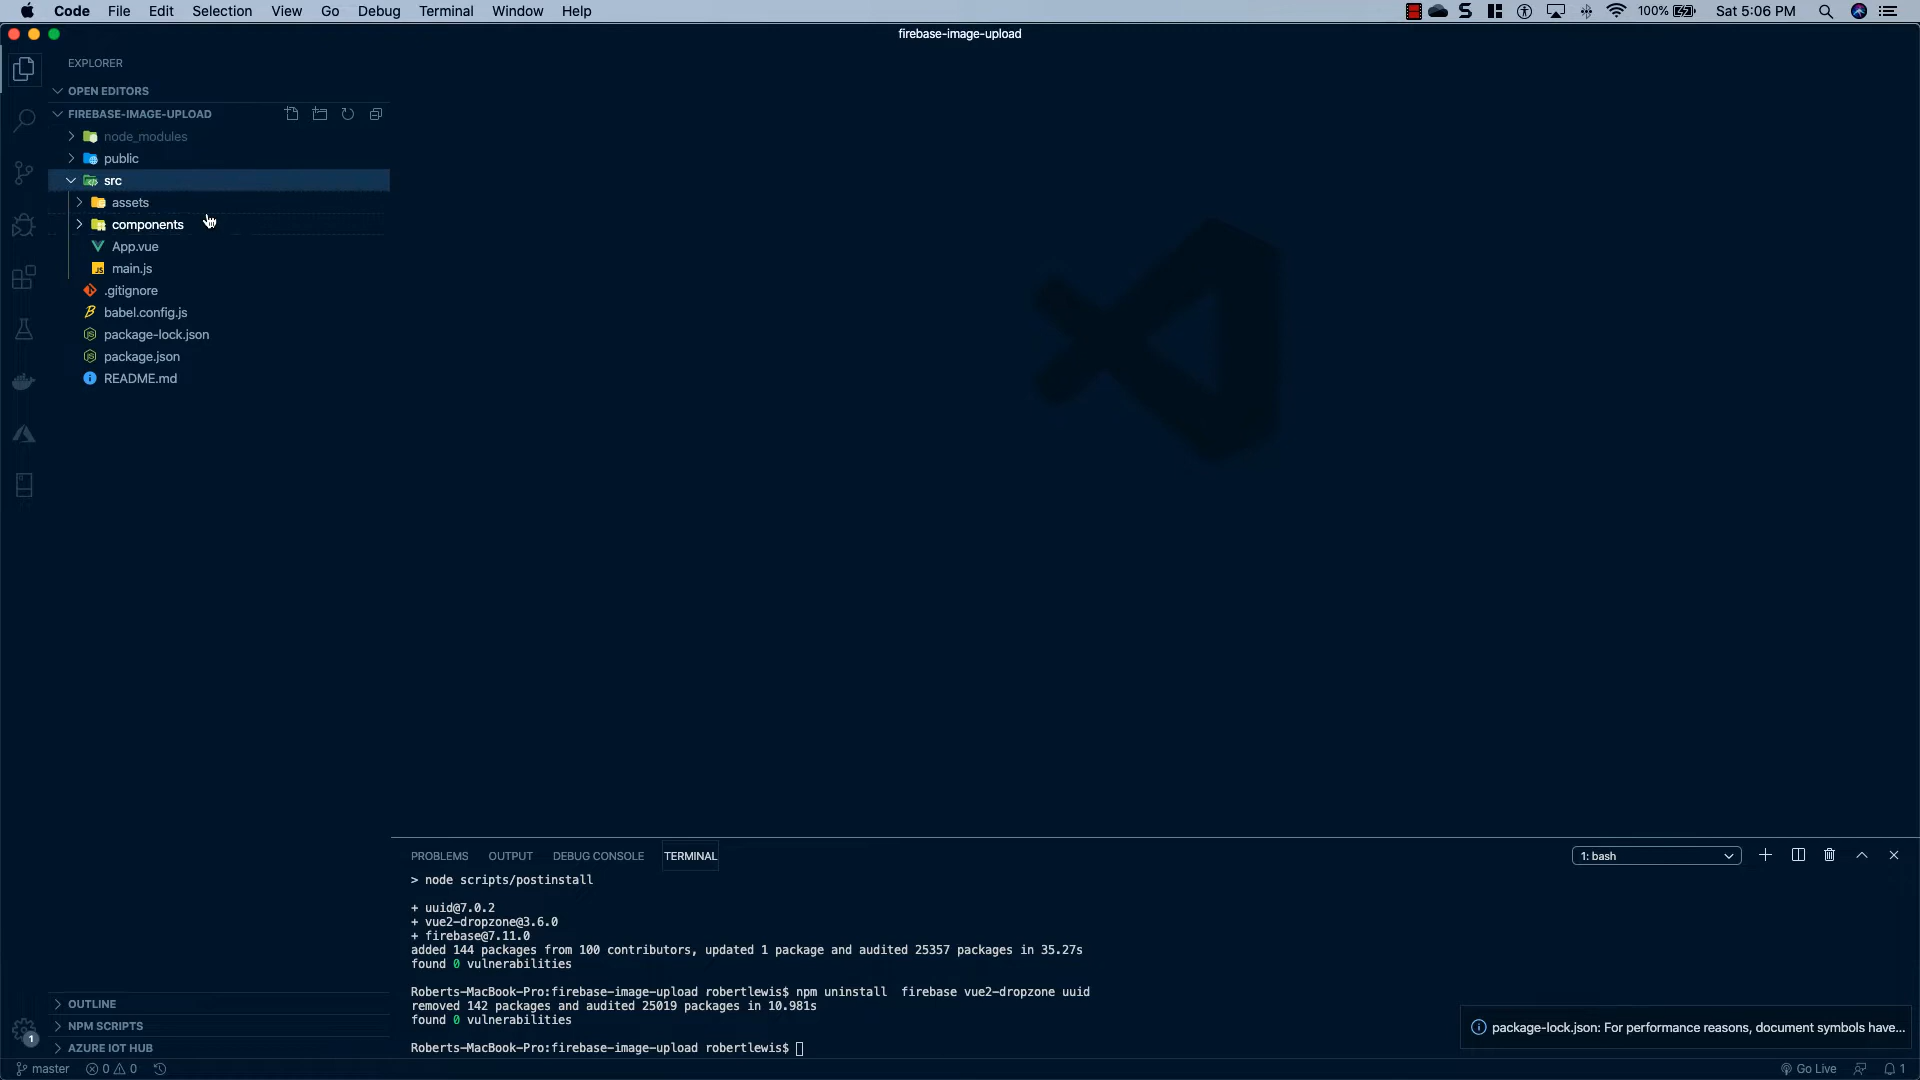 Code File Edit Selection View Go Debug Terminal Window Help 100% Sat 5:06 PM
firebase-image-upload
EXPLORER
OPEN EDITORS
FIREBASE-IMAGE-UPLOAD
node_modules
public
src
assets
components
App.vue
main.js
.gitignore
babel.config.js
package-lock.json
package.json
README.md
PROBLEMS OUTPUT DEBUG CONSOLE TERMINAL 1: bash
> node scripts/postinstall
+ uuid@7.0.2
+ vue2-dropzone@3.6.0
+ firebase@7.11.0
added 144 packages from 100 contributors, updated 1 package and audited 25357 packages in 35.27s
found 0 vulnerabilities
Roberts-MacBook-Pro:firebase-image-upload robertlewis$ npm uninstall  firebase vue2-dropzone uuid
removed 142 packages and audited 25019 packages in 10.981s
found 0 vulnerabilities
Roberts-MacBook-Pro:firebase-image-upload robertlewis$
OUTLINE
NPM SCRIPTS
AZURE IOT HUB
1
package-lock.json: For performance reasons, document symbols have...
master 0 0 Go Live 1